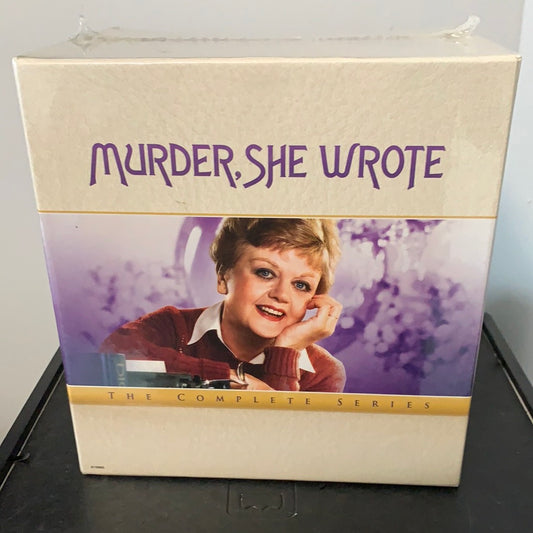 MURDER, SHE WROTE
THE COMPLETE SERIES